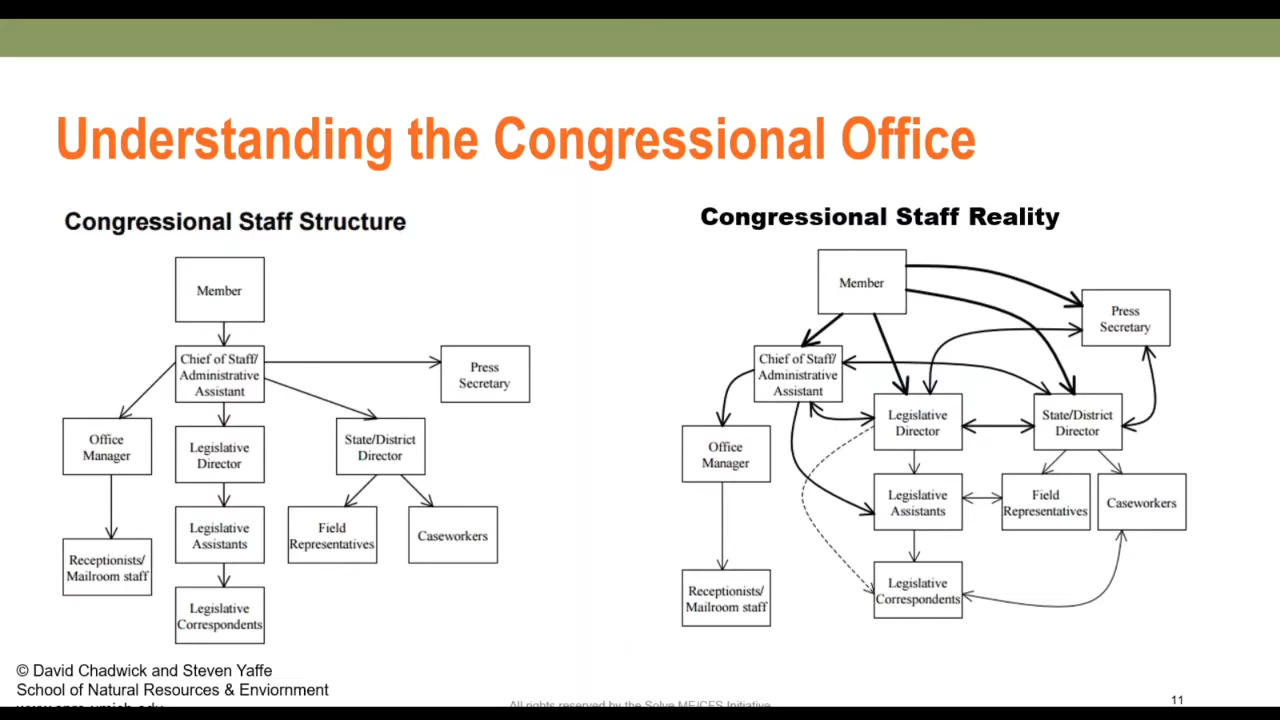 Understanding the Congressional Office
Congressional Staff Structure
Member
Chief of Staff/
Administrative
Assistant
Press
Secretary
Office
Manager
Legislative
Director
State/District
Director
Legislative
Assistants
Field
Representatives
Caseworkers
Receptionists/
Mailroom staff
Legislative
Correspondents
Congressional Staff Reality
Member
Press
Secretary
Chief of Staff/
Administrative
Assistant
Legislative
Director
State/District
Director
Office
Manager
Legislative
Assistants
Field
Representatives
Caseworkers
Receptionists/
Mailroom staff
Legislative
Correspondents
© David Chadwick and Steven Yaffe
School of Natural Resources & Enviornment
All rights reserved by the Solve ME/CFS Initiative
11